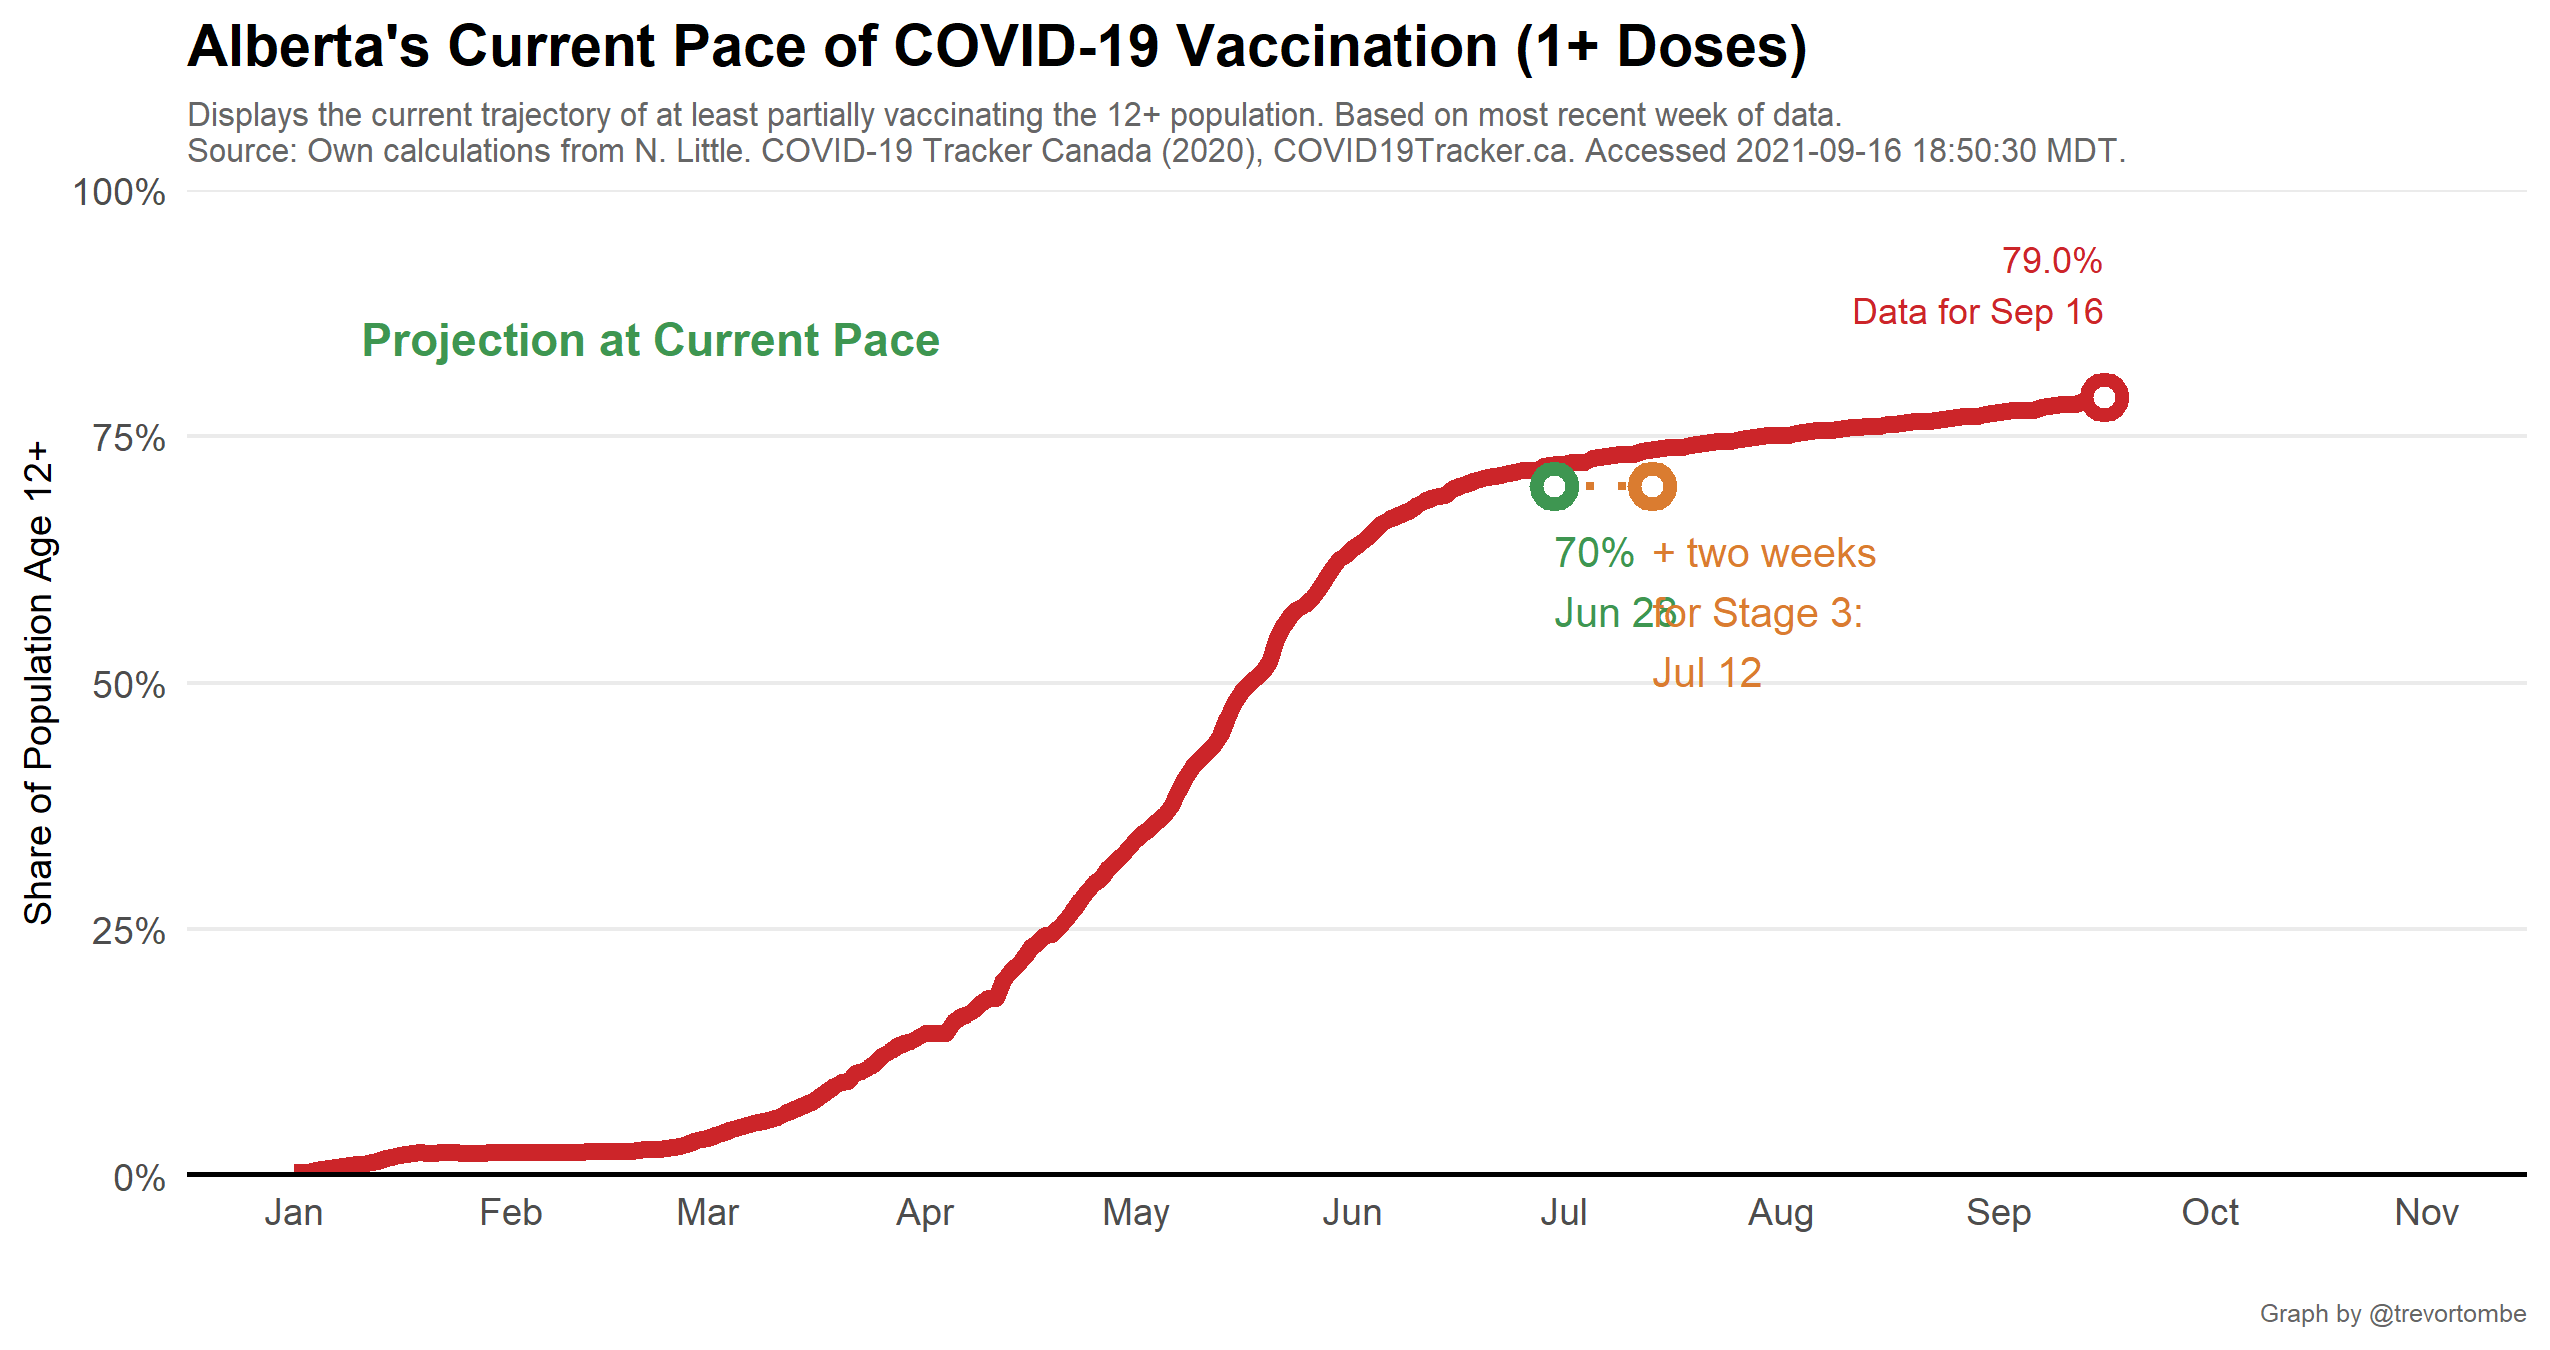 Alberta's Current Pace of COVID-19 Vaccination (1+ Doses)
Displays the current trajectory of at least partially vaccinating the 12+ population. Based on most recent week of data.
Source: Own calculations from N. Little. COVID-19 Tracker Canada (2020), COVID19Tracker.ca. Accessed 2021-09-16 18:50:30 MDT.
100%
75%
50%
25%
0%
Share of Population Age 12+
Projection at Current Pace
79.0%
Data for Sep 16
70%
Jun 28
+ two weeks
for Stage 3:
Jul 12
Jan Feb Mar Apr May Jun Jul Aug Sep Oct Nov
Graph by @trevortombe